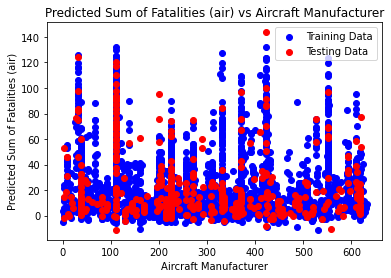 Predicted Sum of Fatalities (air) vs Aircraft Manufacturer
Training Data
Testing Data
Predicted Sum of Fatalities (air)
140
120
100
80
60
40
20
0
0 100 200 300 400 500 600
Aircraft Manufacturer